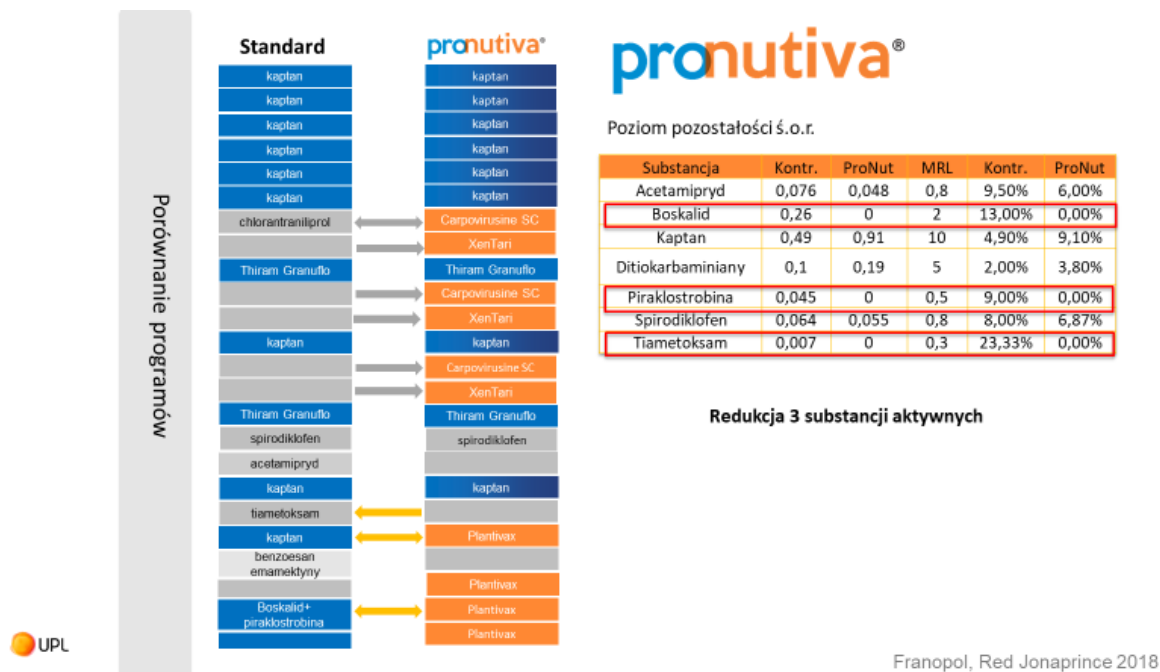 Porównanie programów
Standard
kaptan
kaptan
kaptan
kaptan
kaptan
kaptan
chlorantraniliprol
Thiram Granuflo
kaptan
Thiram Granuflo
spirodiklofen
acetamipryd
kaptan
tiametoksam
kaptan
benzoesan
emamektyny
Boskalid+
piraklostrobina
pronutiva®
kaptan
kaptan
kaptan
kaptan
kaptan
kaptan
Carpovirusine SC
XenTari
Thiram Granuflo
Carpovirusine SC
XenTari
kaptan
Carpovirusine SC
XenTari
Thiram Granuflo
spirodiklofen
kaptan
Plantivax
Plantivax
Plantivax
Plantivax
pronutiva®
Poziom pozostałości ś.o.r.
Substancja Kontr. ProNut MRL Kontr. ProNut
Acetamipryd 0,076 0,048 0,8 9,50% 6,00%
Boskalid 0,26 0 2 13,00% 0,00%
Kaptan 0,49 0,91 10 4,90% 9,10%
Ditiokarbaminiany 0,1 0,19 5 2,00% 3,80%
Piraklostrobina 0,045 0 0,5 9,00% 0,00%
Spirodiklofen 0,064 0,055 0,8 8,00% 6,87%
Tiametoksam 0,007 0 0,3 23,33% 0,00%
Redukcja 3 substancji aktywnych
UPL
Franopol, Red Jonaprince 2018